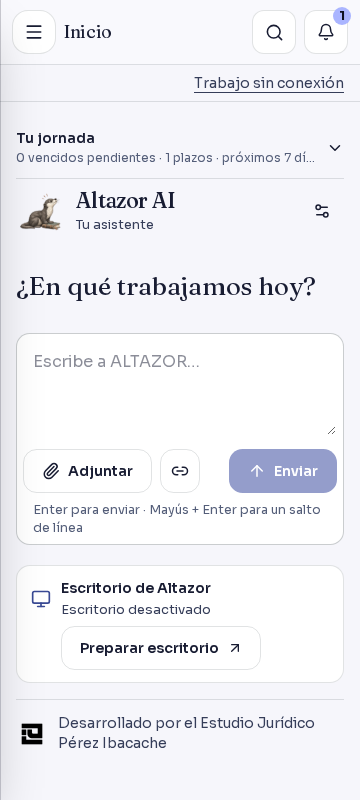 Inicio
1
Trabajo sin conexión
Tu jornada
0 vencidos pendientes · 1 plazos · próximos 7 dí...
Altazor AI
Tu asistente
¿En qué trabajamos hoy?
Escribe a ALTAZOR...
Adjuntar
Enviar
Enter para enviar · Mayús + Enter para un salto
de línea
Escritorio de Altazor
Escritorio desactivado
Preparar escritorio
Desarrollado por el Estudio Jurídico
Pérez Ibacache